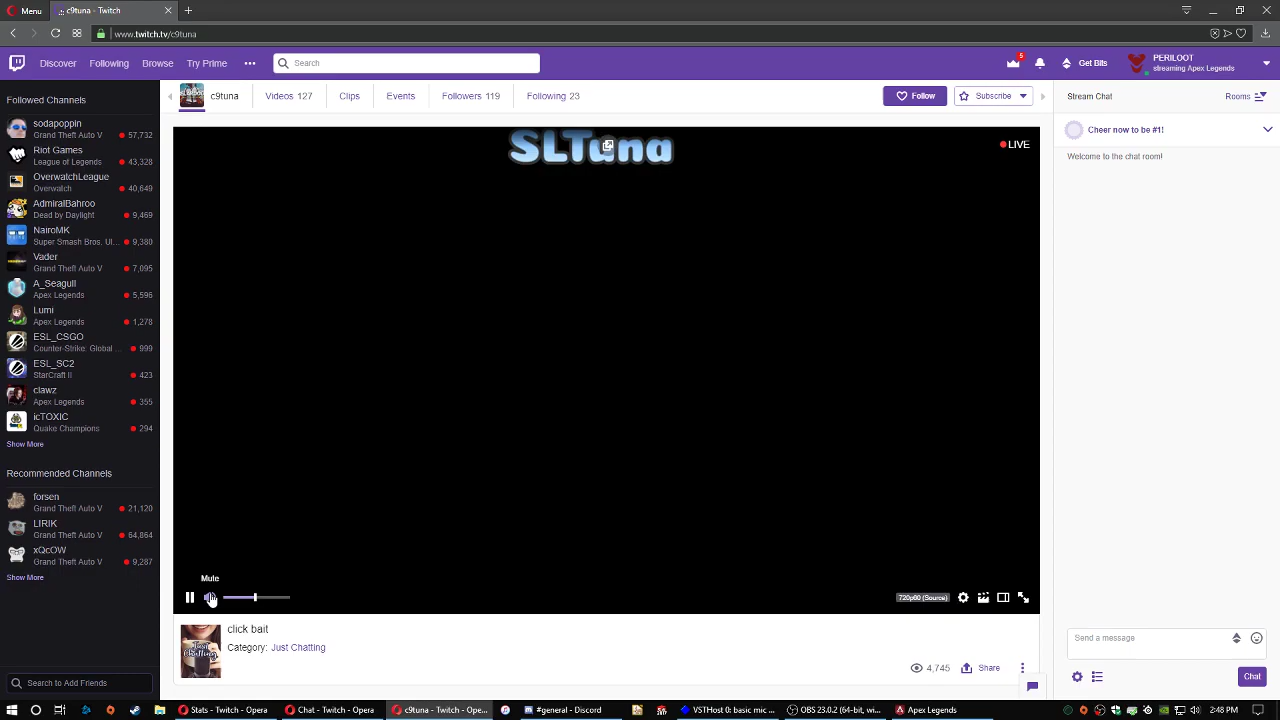 Menu
c9tuna - Twitch
www.twitch.tv/c9tuna
Discover
Following
Browse
Try Prime
Search
5
Get Bits
PERILOOT
streaming Apex Legends
Followed Channels
sodapoppin
Grand Theft Auto V
57,732
Riot Games
League of Legends
43,328
OverwatchLeague
Overwatch
40,649
AdmiralBahroo
Dead by Daylight
9,469
NairoMK
Super Smash Bros. Ul...
9,380
Vader
Grand Theft Auto V
7,095
A_Seagull
Apex Legends
5,596
Lumi
Apex Legends
1,278
ESL_CSGO
Counter-Strike: Global ...
999
ESL_SC2
StarCraft II
423
clawz
Apex Legends
355
icTOXIC
Quake Champions
294
Show More
Recommended Channels
forsen
Grand Theft Auto V
21,120
LIRIK
Grand Theft Auto V
64,864
xQcOW
Grand Theft Auto V
9,287
Show More
Search to Add Friends
c9tuna
Videos 127
Clips
Events
Followers 119
Following 23
Follow
Subscribe
SLTuna
LIVE
Mute
720p60 (Source)
click bait
Category: Just Chatting
4,745
Share
Stream Chat
Rooms
Cheer now to be #1!
Welcome to the chat room!
Send a message
Chat
Stats - Twitch - Opera
Chat - Twitch - Opera
c9tuna - Twitch - Ope...
#general - Discord
VSTHost: basic mic ...
OBS 23.0.2 (64-bit, wi...
Apex Legends
2:48 PM